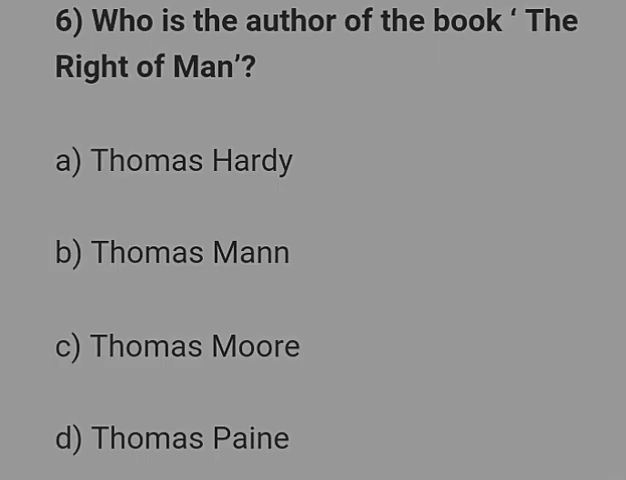 6) Who is the author of the book ‘ The
Right of Man’?
a) Thomas Hardy
b) Thomas Mann
c) Thomas Moore
d) Thomas Paine